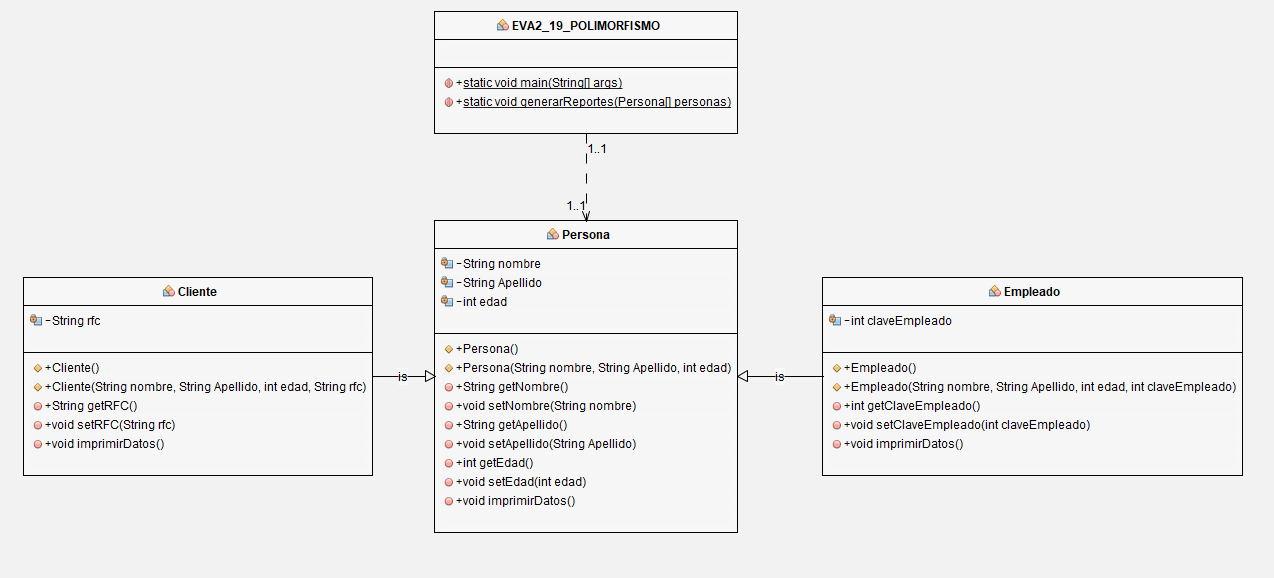 EVA2_19_POLIMORFISMO
+static void main(String[] args)
+static void generarReportes(Persona[] personas)
1..1
1..1
Persona
-String nombre
-String Apellido
-int edad
+Persona()
+Persona(String nombre, String Apellido, int edad)
+String getNombre()
+void setNombre(String nombre)
+String getApellido()
+void setApellido(String Apellido)
+int getEdad()
+void setEdad(int edad)
+void imprimirDatos()
Cliente
-String rfc
+Cliente()
+Cliente(String nombre, String Apellido, int edad, String rfc)
+String getRFC()
+void setRFC(String rfc)
+void imprimirDatos()
is
is
Empleado
-int claveEmpleado
+Empleado()
+Empleado(String nombre, String Apellido, int edad, int claveEmpleado)
+int getClaveEmpleado()
+void setClaveEmpleado(int claveEmpleado)
+void imprimirDatos()